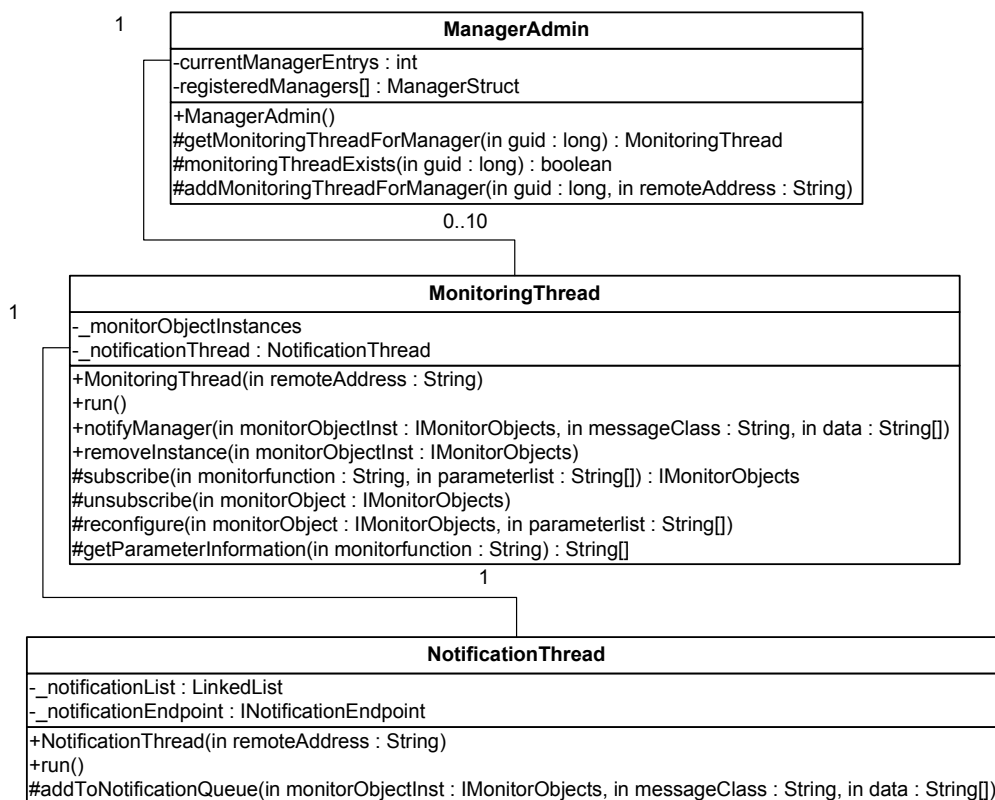 1
ManagerAdmin
-currentManagerEntrys : int
-registeredManagers[] : ManagerStruct
+ManagerAdmin()
#getMonitoringThreadForManager(in guid : long) : MonitoringThread
#monitoringThreadExists(in guid : long) : boolean
#addMonitoringThreadForManager(in guid : long, in remoteAddress : String)
0..10
MonitoringThread
1
-_monitorObjectInstances
-_notificationThread : NotificationThread
+MonitoringThread(in remoteAddress : String)
+run()
+notifyManager(in monitorObjectInst : IMonitorObjects, in messageClass : String, in data : String[])
+removeInstance(in monitorObjectInst : IMonitorObjects)
#subscribe(in monitorfunction : String, in parameterlist : String[]) : IMonitorObjects
#unsubscribe(in monitorObject : IMonitorObjects)
#reconfigure(in monitorObject : IMonitorObjects, in parameterlist : String[])
#getParameterInformation(in monitorfunction : String) : String[]
1
NotificationThread
-_notificationList : LinkedList
-_notificationEndpoint : INotificationEndpoint
+NotificationThread(in remoteAddress : String)
+run()
#addToNotificationQueue(in monitorObjectInst : IMonitorObjects, in messageClass : String, in data : String[])